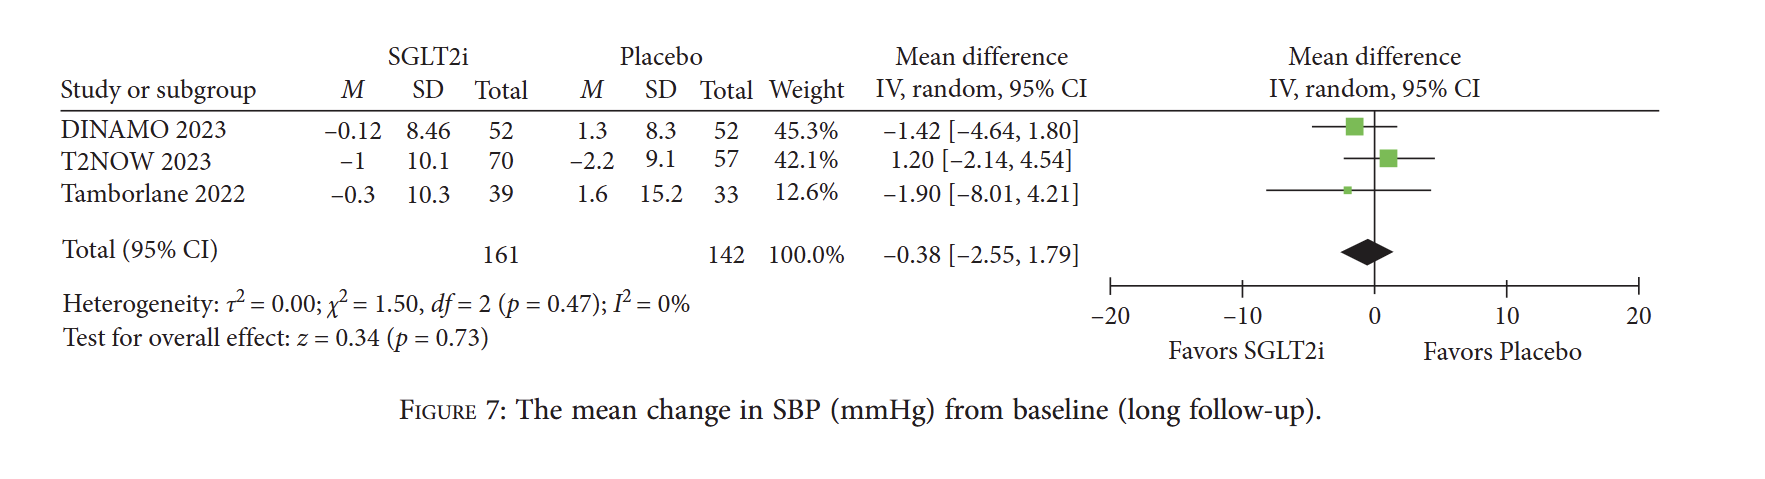 SGLT2i Placebo Mean difference Mean difference
Study or subgroup M SD Total M SD Total Weight IV, random, 95% CI IV, random, 95% CI
DINAMO 2023 –0.12 8.46 52 1.3 8.3 52 45.3% –1.42 [–4.64, 1.80]
T2NOW 2023 –1 10.1 70 –2.2 9.1 57 42.1% 1.20 [–2.14, 4.54]
Tamborlane 2022 –0.3 10.3 39 1.6 15.2 33 12.6% –1.90 [–8.01, 4.21]
Total (95% CI) 161 142 100.0% –0.38 [–2.55, 1.79]
Heterogeneity: τ² = 0.00; χ² = 1.50, df = 2 (p = 0.47); I² = 0%
Test for overall effect: z = 0.34 (p = 0.73)
–20 –10 0 10 20
Favors SGLT2i Favors Placebo
Figure 7: The mean change in SBP (mmHg) from baseline (long follow-up).